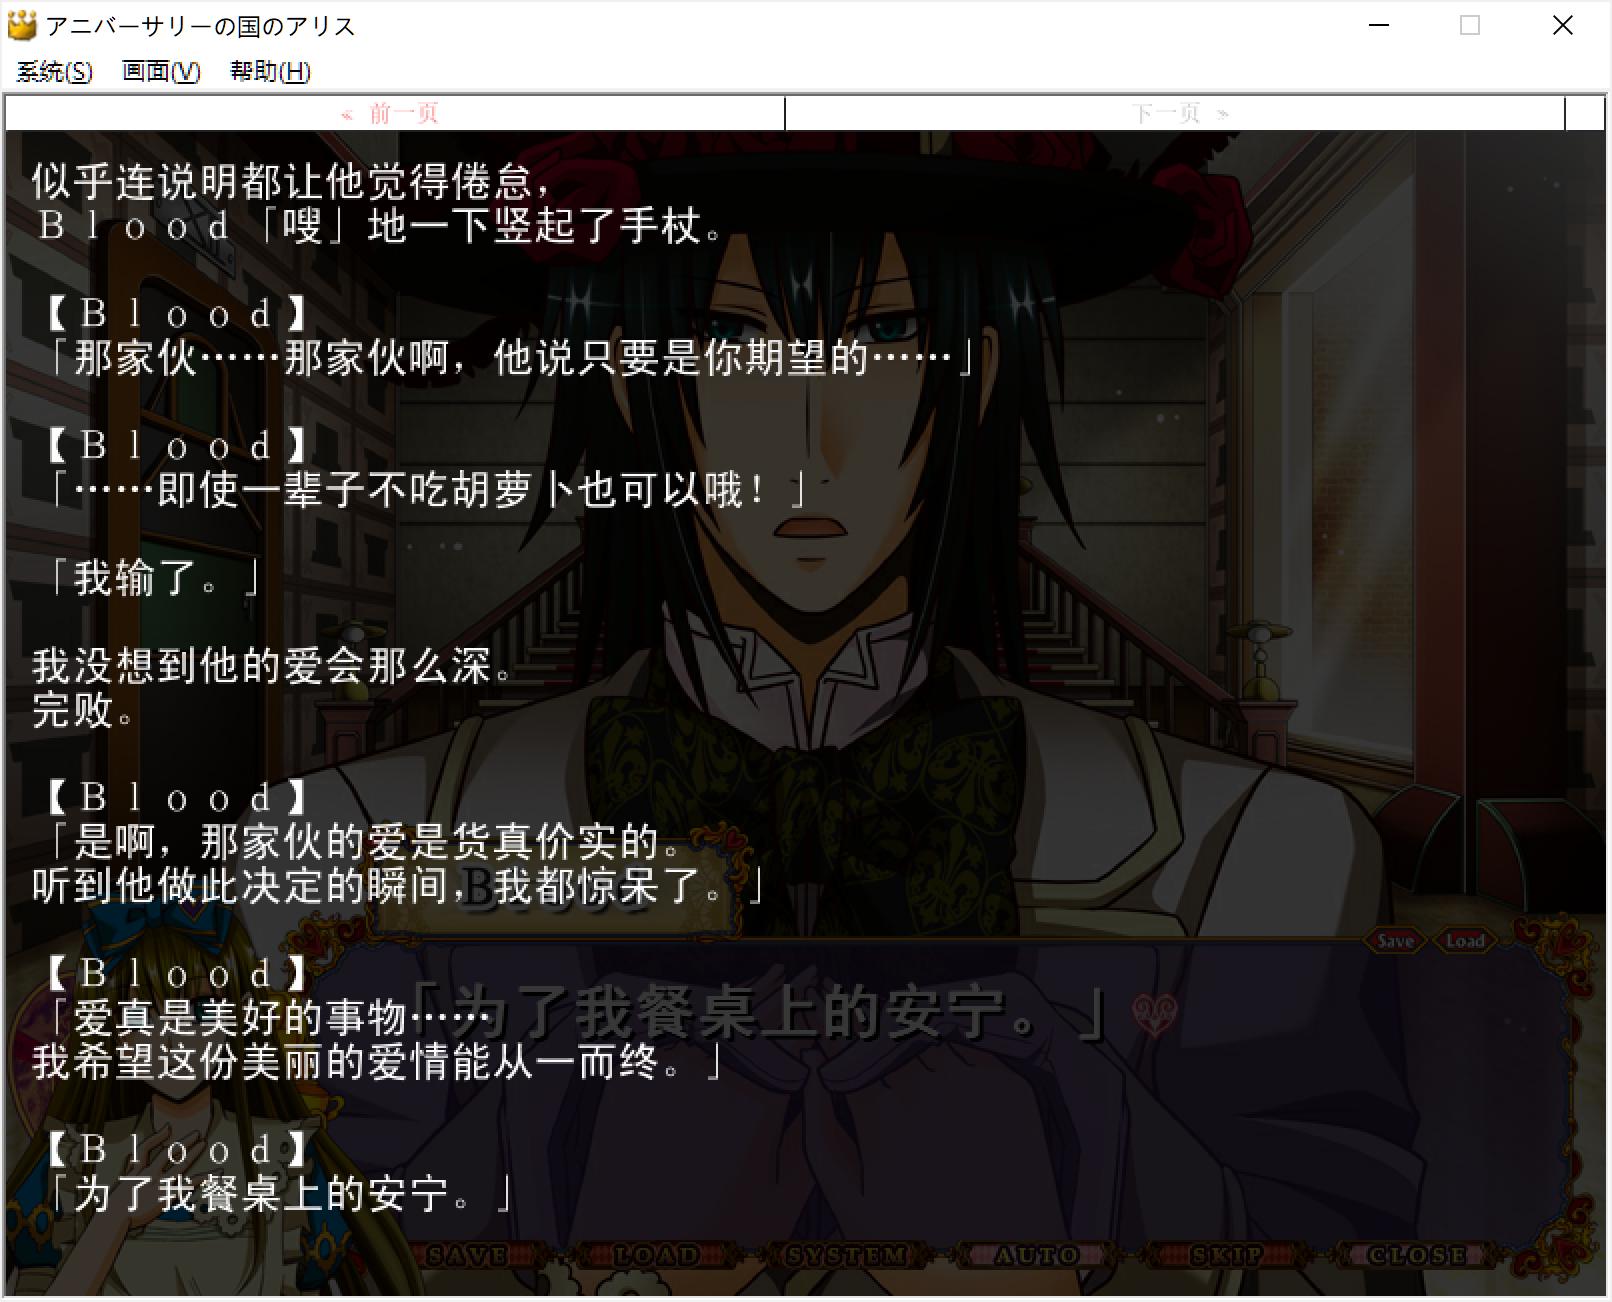 アニバーサリーの国のアリス
系统(S) 画面(V) 帮助(H)
« 前一页 下一页 »
似乎连说明都让他觉得倦怠，
Ｂｌｏｏｄ「嗖」地一下竖起了手杖。
【Ｂｌｏｏｄ】
「那家伙……那家伙啊，他说只要是你期望的……」
【Ｂｌｏｏｄ】
「……即使一辈子不吃胡萝卜也可以哦！」
「我输了。」
我没想到他的爱会那么深。
完败。
【Ｂｌｏｏｄ】
「是啊，那家伙的爱是货真价实的。
听到他做此决定的瞬间，我都惊呆了。」
【Ｂｌｏｏｄ】
「爱真是美好的事物……
我希望这份美丽的爱情能从一而终。」
【Ｂｌｏｏｄ】
「为了我餐桌上的安宁。」
Blood
Save Load
「为了我餐桌上的安宁。」
SAVE LOAD SYSTEM AUTO SKIP CLOSE